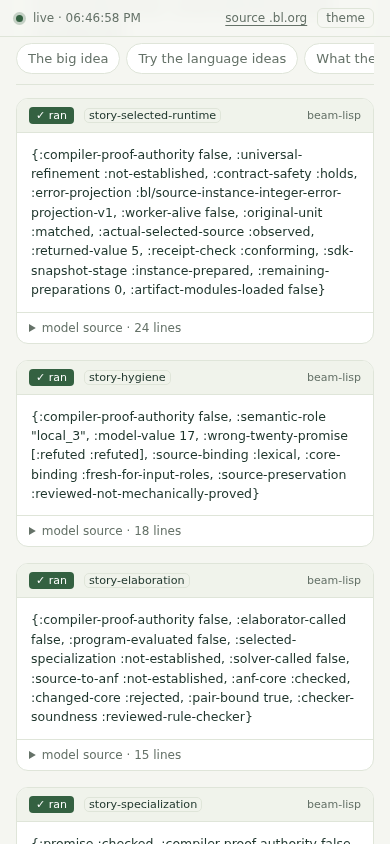 live · 06:46:58 PM
source .bl.org
theme
The big idea
Try the language ideas
What the
✓ ran
story-selected-runtime
beam-lisp
{:compiler-proof-authority false, :universal-
refinement :not-established, :contract-safety :holds,
:error-projection :bl/source-instance-integer-error-
projection-v1, :worker-alive false, :original-unit
:matched, :actual-selected-source :observed,
:returned-value 5, :receipt-check :conforming, :sdk-
snapshot-stage :instance-prepared, :remaining-
preparations 0, :artifact-modules-loaded false}
▶ model source · 24 lines
✓ ran
story-hygiene
beam-lisp
{:compiler-proof-authority false, :semantic-role
"local_3", :model-value 17, :wrong-twenty-promise
[:refuted :refuted], :source-binding :lexical, :core-
binding :fresh-for-input-roles, :source-preservation
:reviewed-not-mechanically-proved}
▶ model source · 18 lines
✓ ran
story-elaboration
beam-lisp
{:compiler-proof-authority false, :elaborator-called
false, :program-evaluated false, :selected-
specialization :not-established, :solver-called false,
:source-to-anf :not-established, :anf-core :checked,
:changed-core :rejected, :pair-bound true, :checker-
soundness :reviewed-rule-checker}
▶ model source · 15 lines
✓ ran
story-specialization
beam-lisp
{:promise :checked, :compiler-proof-authority false,